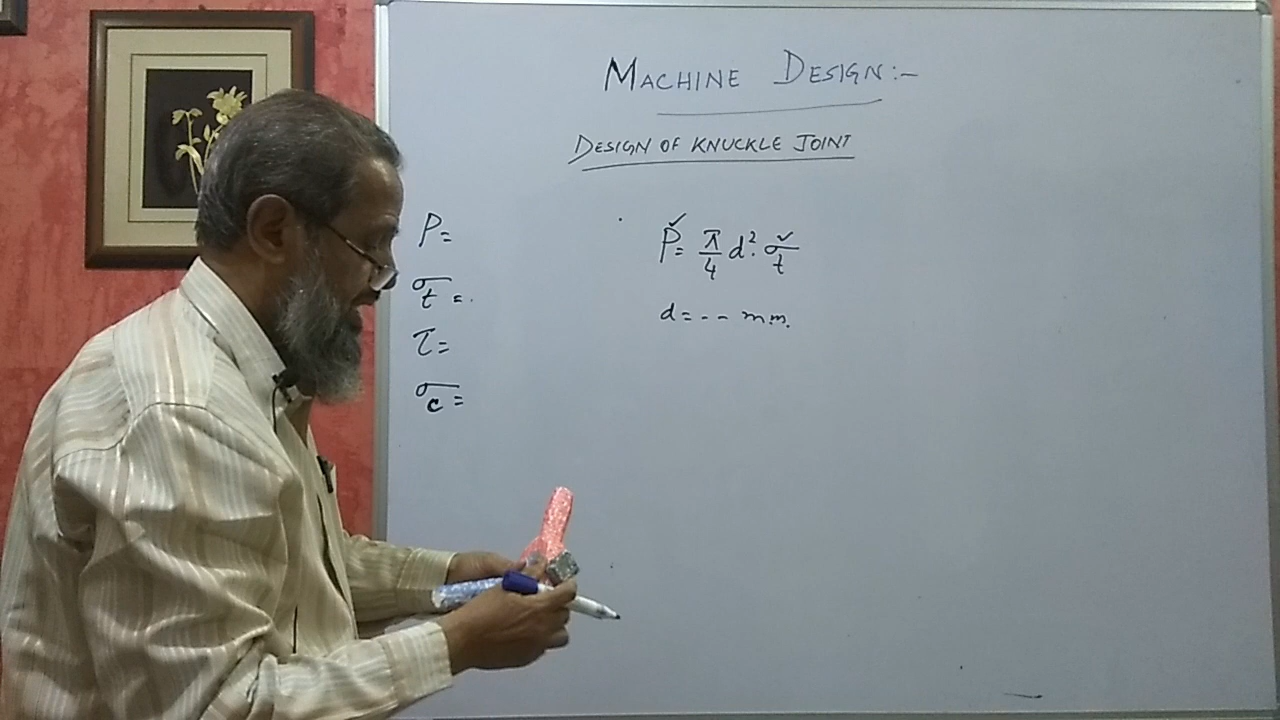 MACHINE DESIGN:-
DESIGN OF KNUCKLE JOINT
P=
σt =.
τ=
σc =
P= π/4 d². σt
d = -- mm.